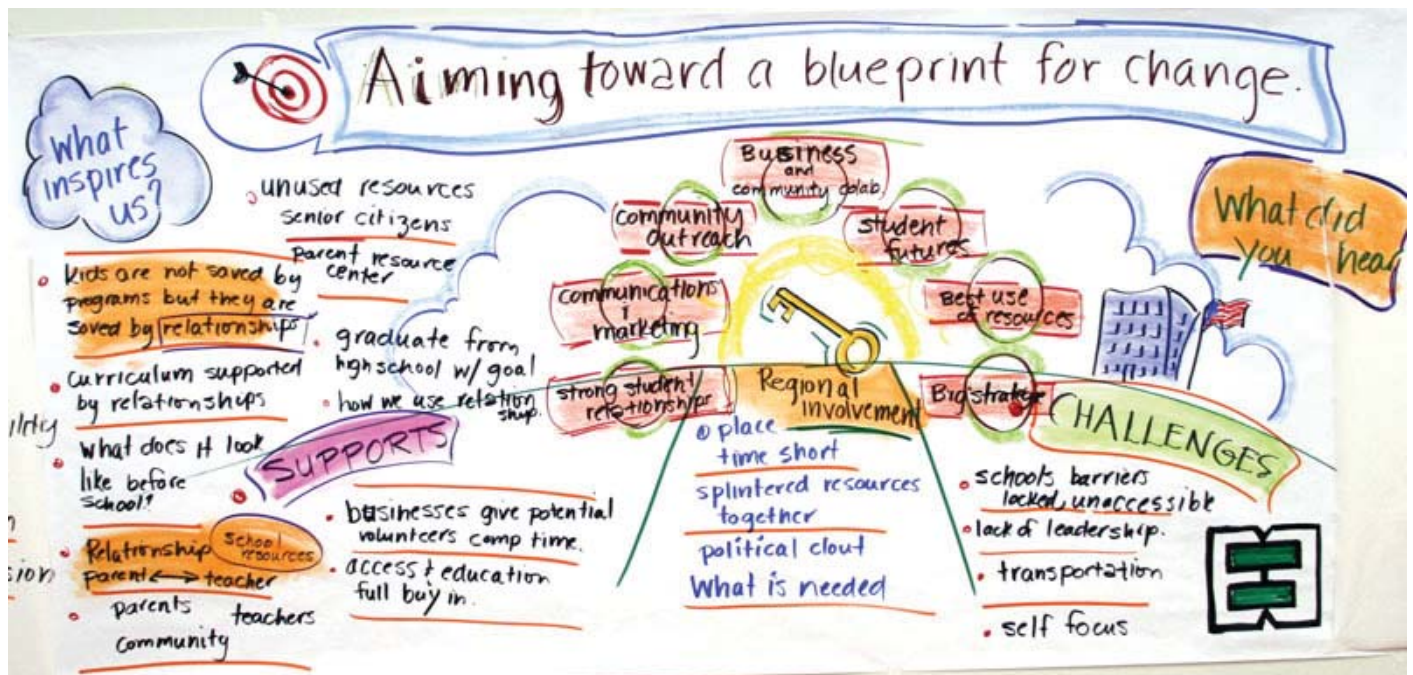 Aiming toward a blueprint for change.
What
inspires
us?
unused resources
senior citizens
parent resource
center
kids are not saved by
programs but they are
saved by relationships
graduate from
high school w/ goal
how we use relation
ship.
curriculum supported
by relationships
What does it look
like before
school?
Relationship
school
resources
parent ↔ teacher
parents teachers
community
SUPPORTS
businesses give potential
volunteers comp time.
access & education
full buy in.
Business
and
community colab.
community
outreach
student
futures
communications
&
marketing
Best use
of resources
strong student/
relationships
Big strategy
Regional
involvement
@ place
time short
splintered resources
together
political clout
What is needed
What did
you hear
CHALLENGES
schools barriers
locked, unaccessible
lack of leadership.
transportation
self focus